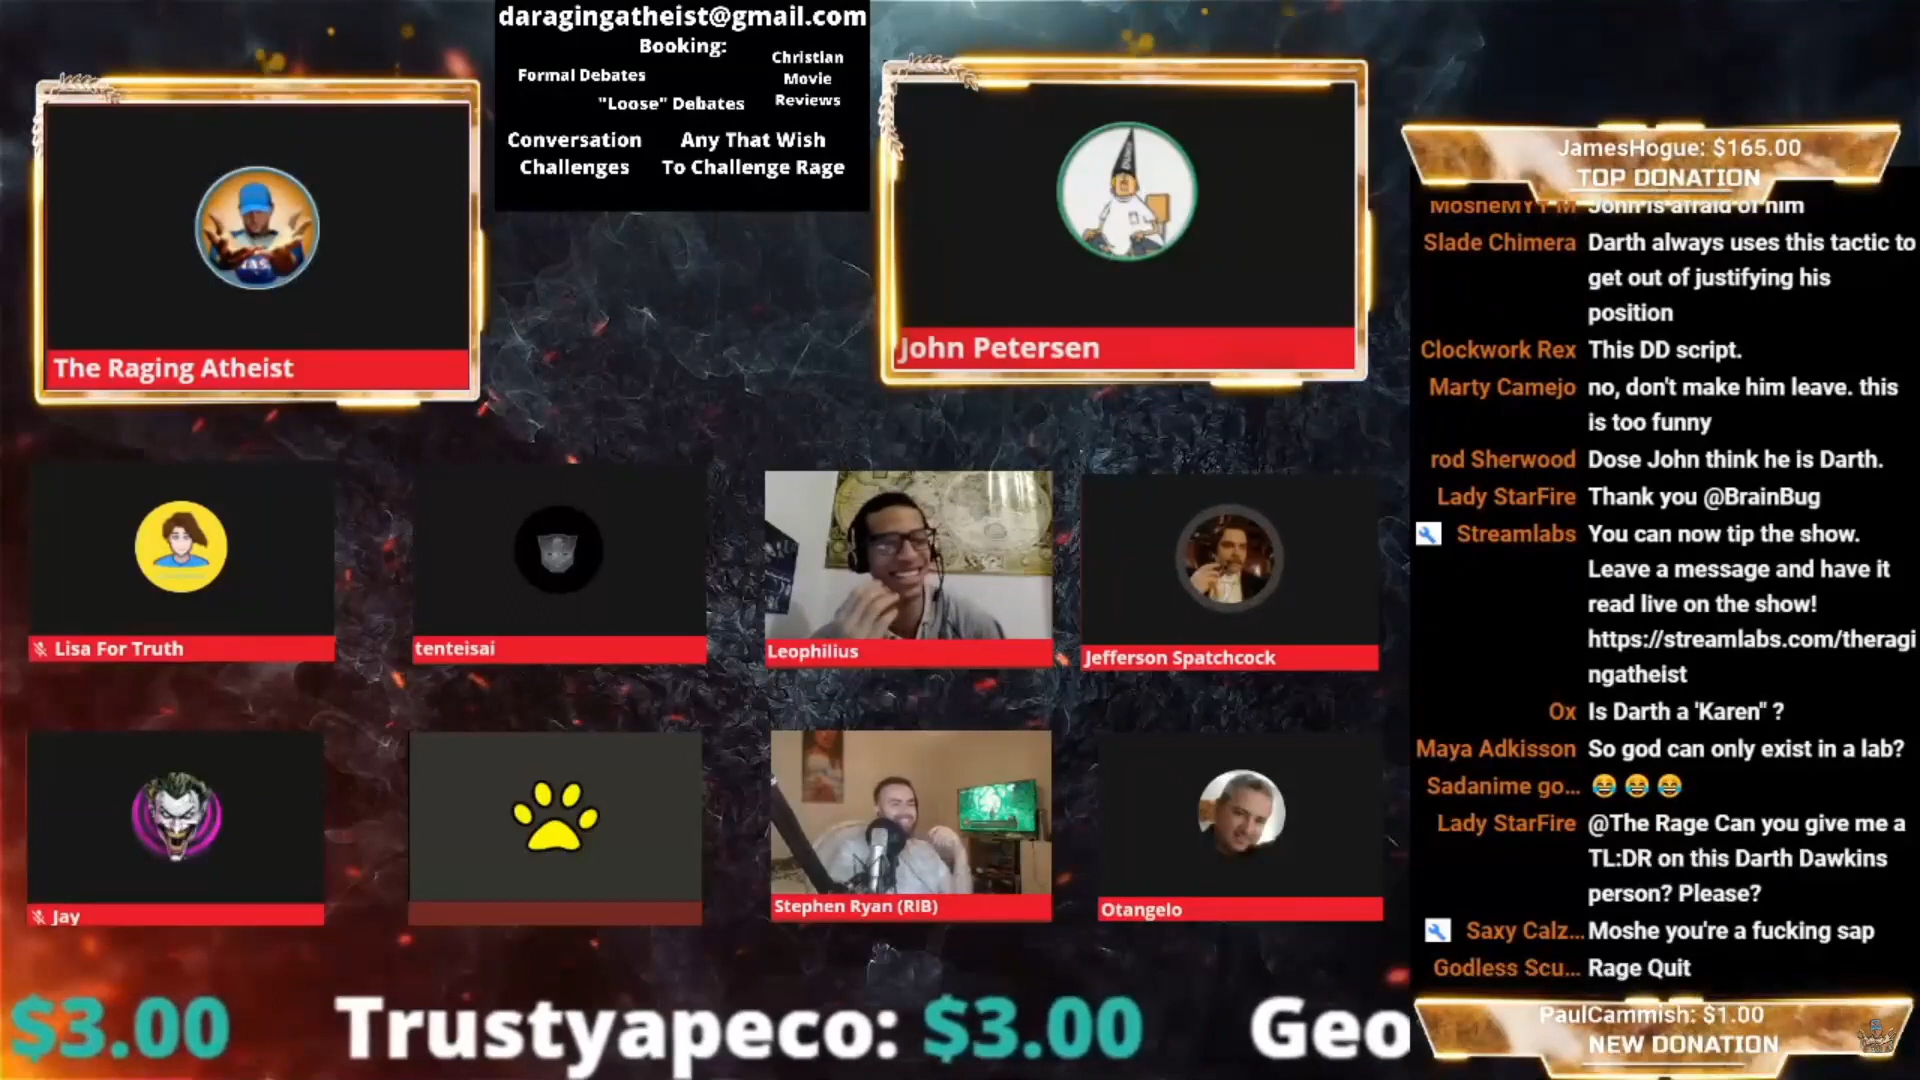 daragingatheist@gmail.com
Booking:
Formal Debates
"Loose" Debates
Christian
Movie
Reviews
Conversation
Challenges
Any That Wish
To Challenge Rage
The Raging Atheist
John Petersen
Lisa For Truth
tenteisai
Leophilius
Jefferson Spatchcock
Jay
Stephen Ryan (RIB)
Otangelo
$3.00 Trustyapeco: $3.00 Geo
JamesHogue: $165.00
TOP DONATION
John is afraid of him
Slade Chimera Darth always uses this tactic to
get out of justifying his
position
Clockwork Rex This DD script.
Marty Camejo no, don't make him leave. this
is too funny
rod Sherwood Dose John think he is Darth.
Lady StarFire Thank you @BrainBug
Streamlabs You can now tip the show.
Leave a message and have it
read live on the show!
https://streamlabs.com/theragi
ngatheist
Ox Is Darth a 'Karen" ?
Maya Adkisson So god can only exist in a lab?
Sadanime go... 😂 😂 😂
Lady StarFire @The Rage Can you give me a
TL:DR on this Darth Dawkins
person? Please?
Saxy Calz... Moshe you're a fucking sap
Godless Scu... Rage Quit
PaulCammish: $1.00
NEW DONATION